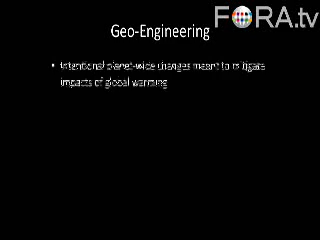 FORA.tv
Geo-Engineering
• Intentional planet-wide changes meant to mitigate
impacts of global warming